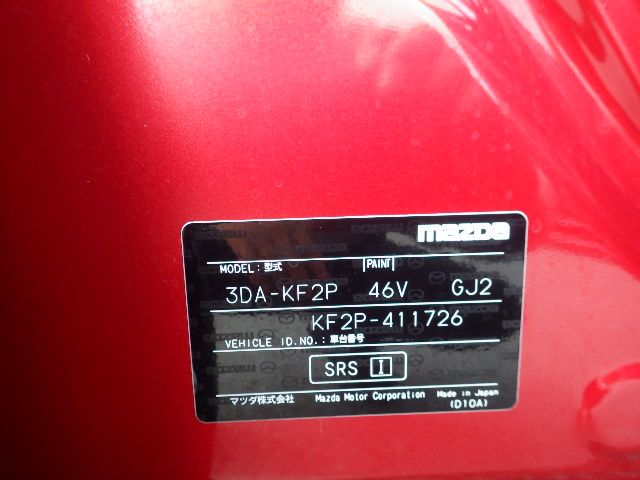 mazda
MODEL:型式 PAINT
3DA-KF2P 46V GJ2
KF2P-411726
VEHICLE ID.NO.:車台番号
SRS I
マツダ株式会社 Mazda Motor Corporation Made in Japan
(D10A)